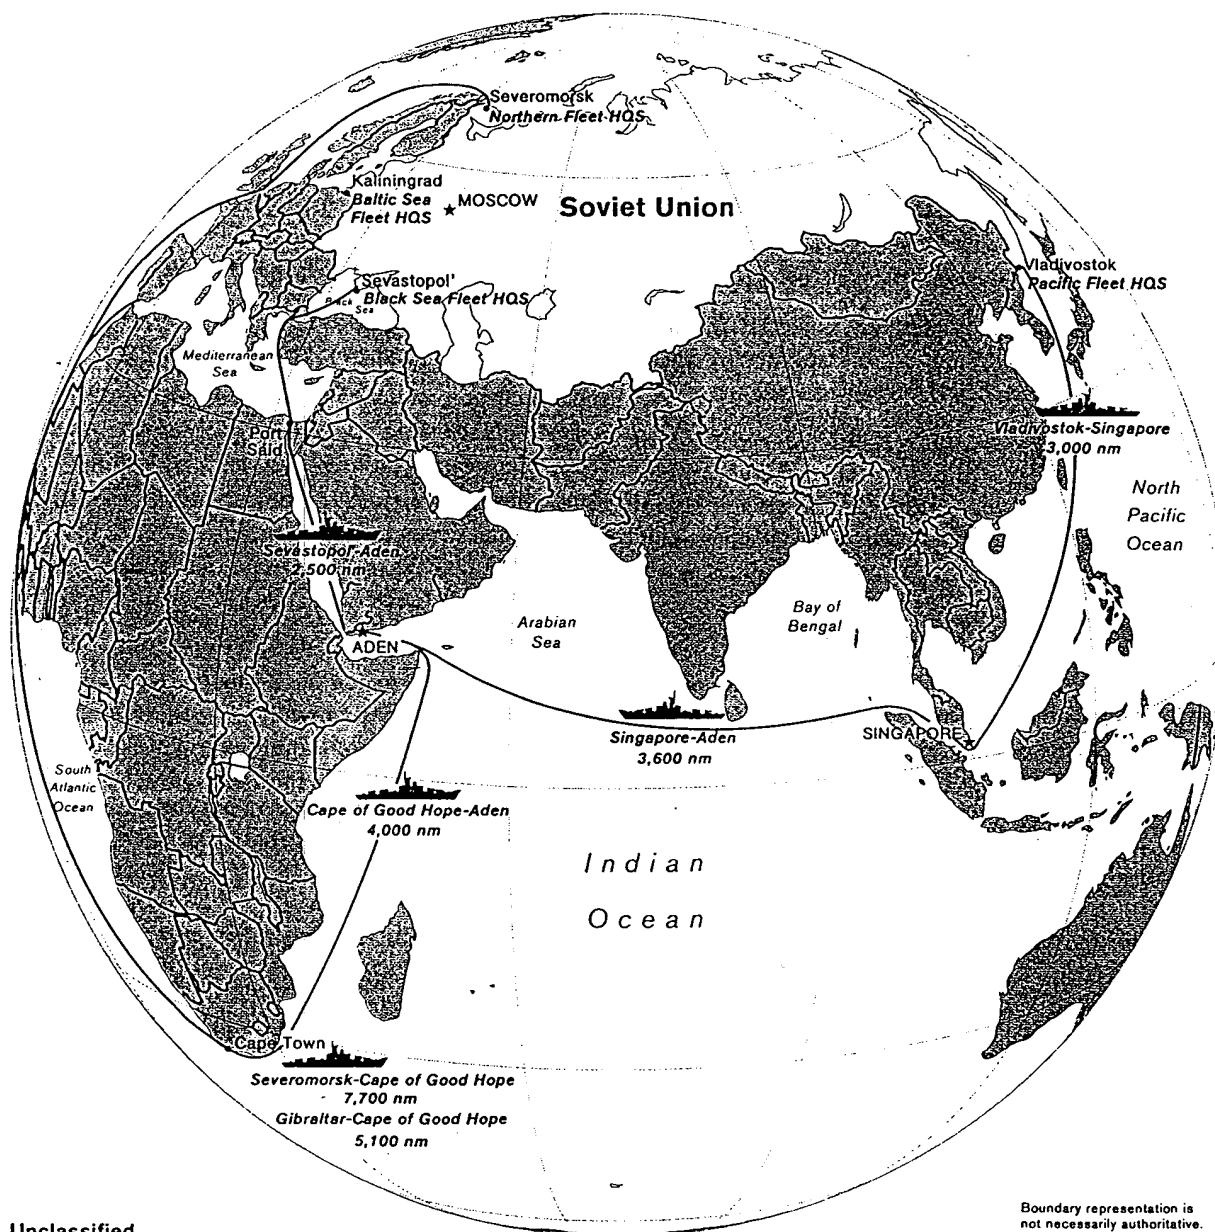 Severomorsk
Northern Fleet HQS
Kaliningrad
Baltic Sea
Fleet HQS
MOSCOW
Soviet Union
Sevastopol'
Black Sea Fleet HQS
Black
Sea
Vladivostok
Pacific Fleet HQS
Mediterranean
Sea
Port
Said
Vladivostok-Singapore
3,000 nm
North
Pacific
Ocean
Sevastopol'-Aden
2,500 nm
Arabian
Sea
Bay of
Bengal
ADEN
Singapore-Aden
3,600 nm
SINGAPORE
South
Atlantic
Ocean
Cape of Good Hope-Aden
4,000 nm
Indian
Ocean
Cape Town
Severomorsk-Cape of Good Hope
7,700 nm
Gibraltar-Cape of Good Hope
5,100 nm
Boundary representation is
not necessarily authoritative.
Unclassified